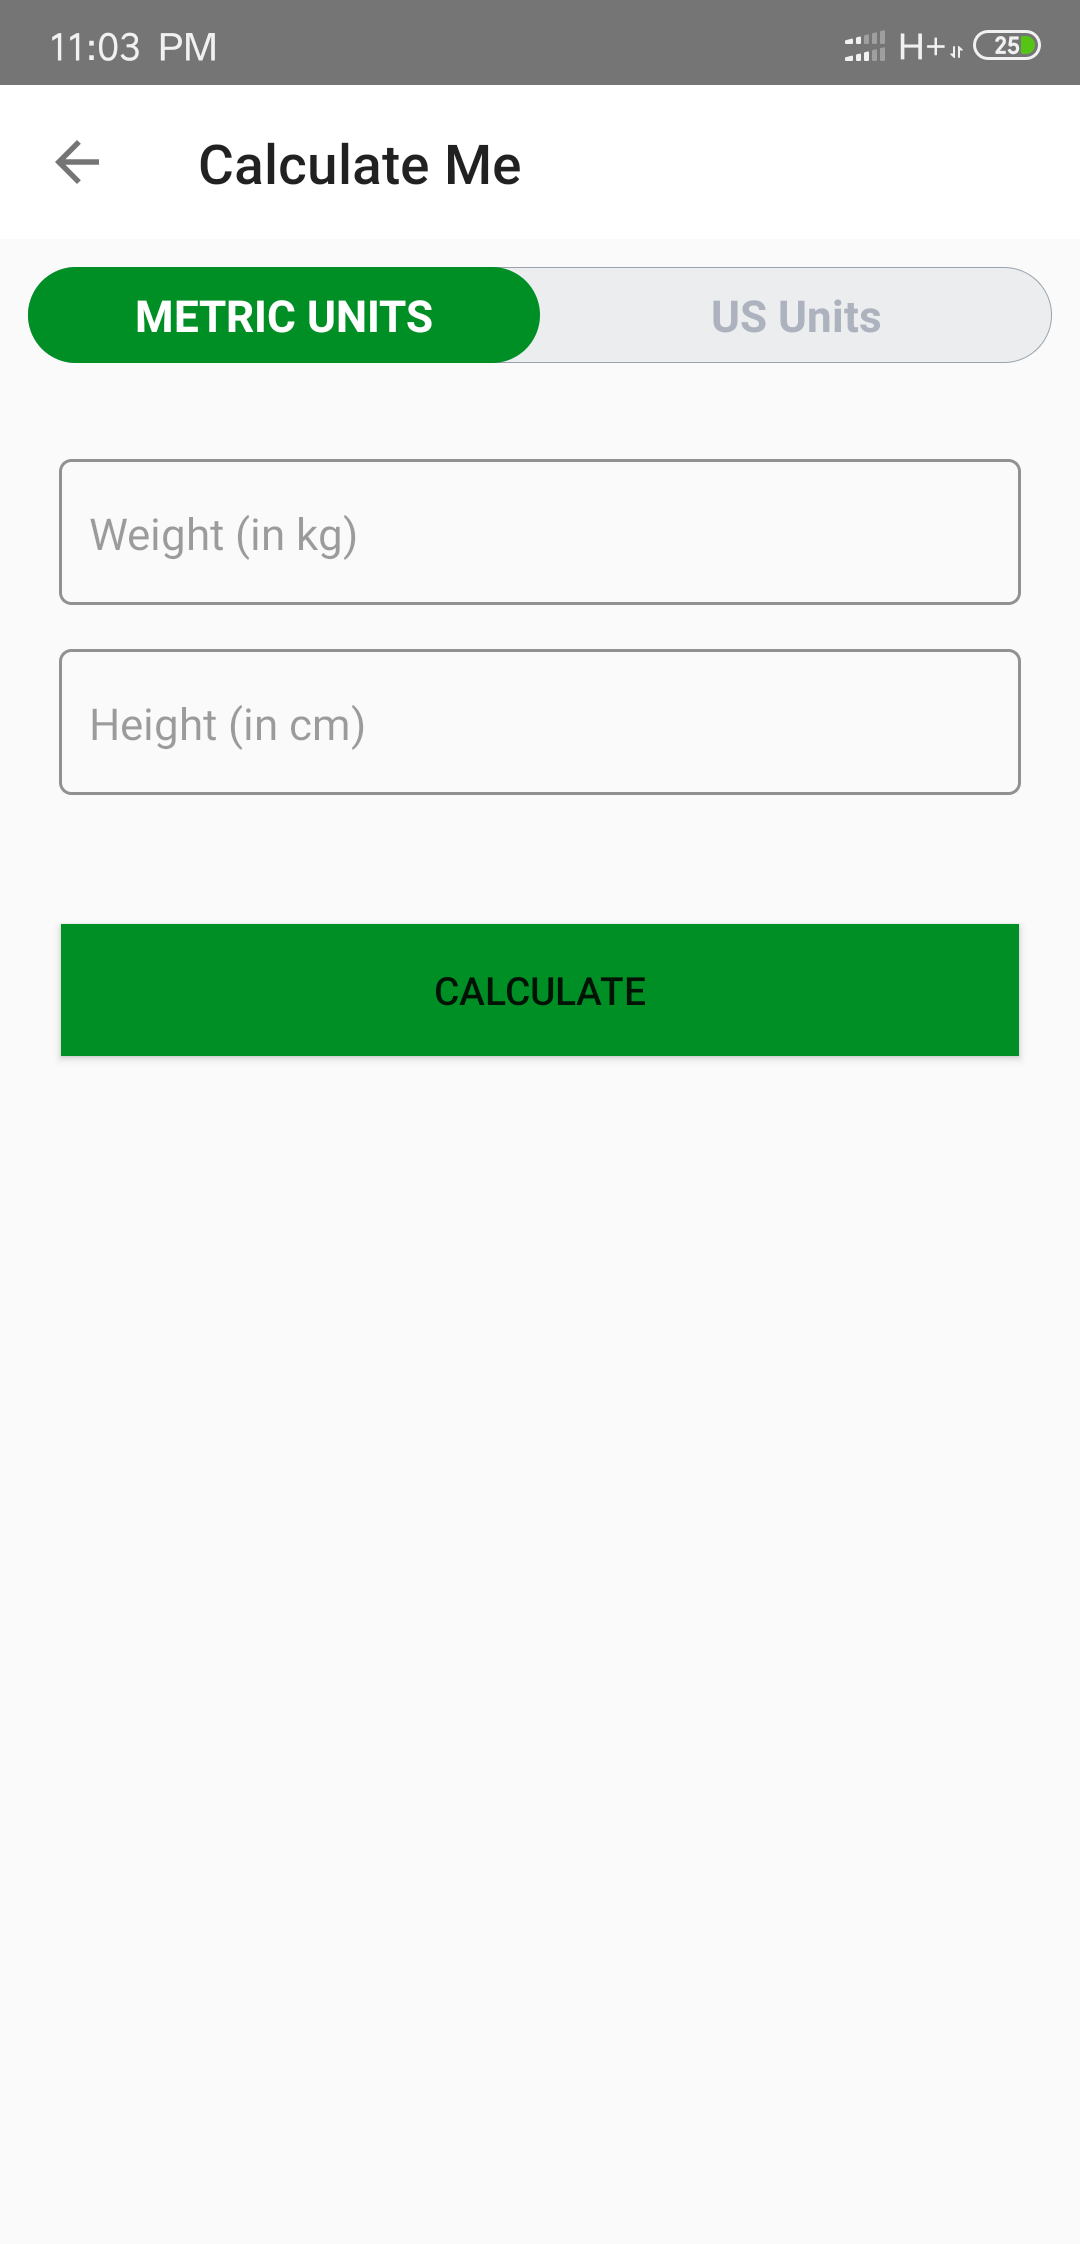 11:03 PM H+ 25
Calculate Me
METRIC UNITS US Units
Weight (in kg)
Height (in cm)
CALCULATE